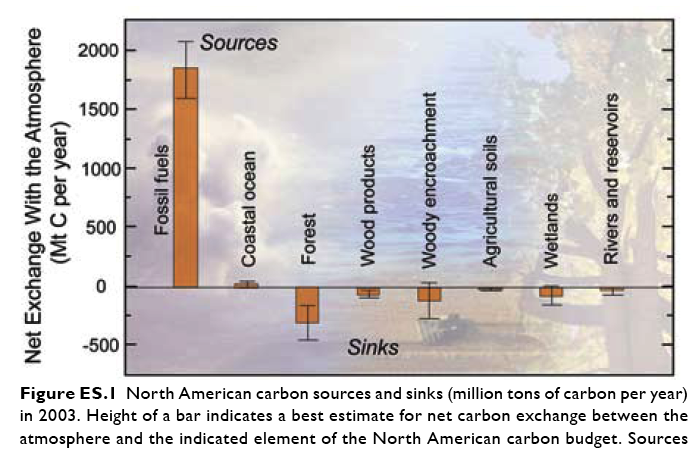 Net Exchange With the Atmosphere
(Mt C per year)
2000
1500
1000
500
0
-500
Sources
Fossil fuels
Coastal ocean
Forest
Wood products
Woody encroachment
Agricultural soils
Wetlands
Rivers and reservoirs
Sinks
Figure ES.1 North American carbon sources and sinks (million tons of carbon per year)
in 2003. Height of a bar indicates a best estimate for net carbon exchange between the
atmosphere and the indicated element of the North American carbon budget. Sources